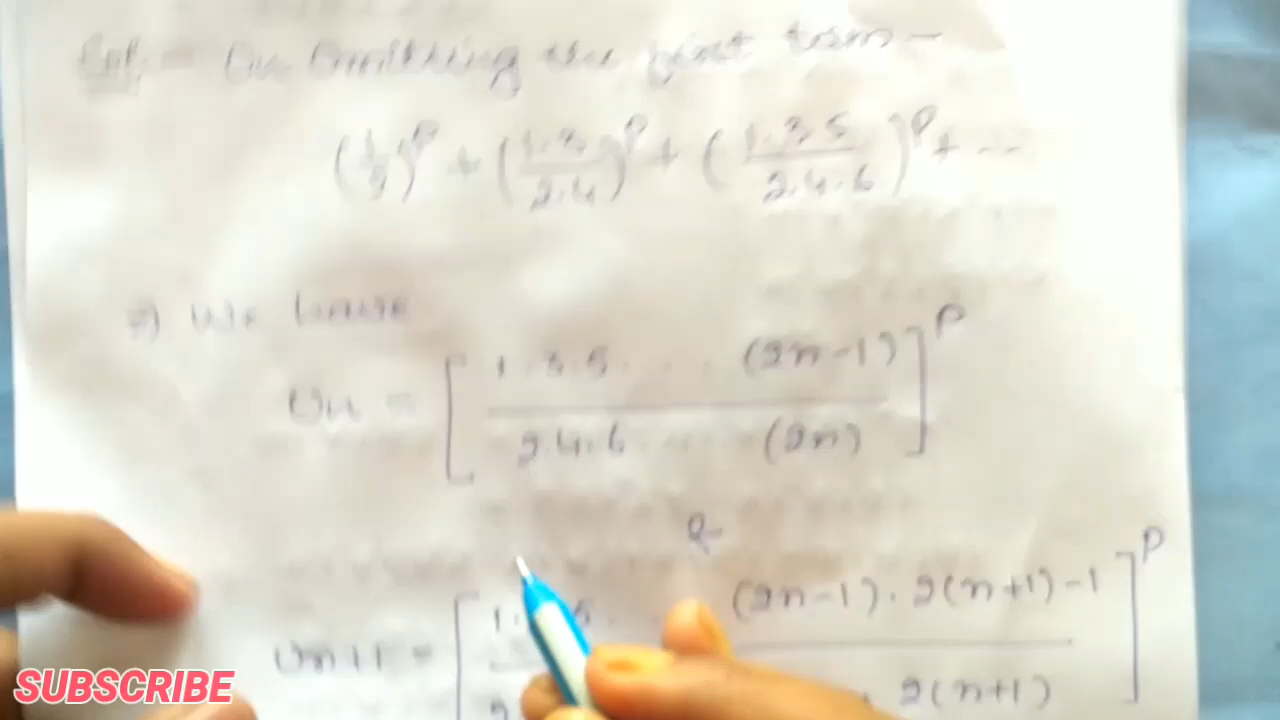 Sol. – On Omitting the first term –
(1/2)^P + (1.3/2.4)^P + (1.3.5/2.4.6)^P + ...
⇒ We have
Un = [1.3.5. . . . (2n-1) / 2.4.6 . . . (2n)]^P
&
Un+1 = [1. 5. (2n-1). 2(n+1)-1 / 2 . 2(n+1)]^P
SUBSCRIBE